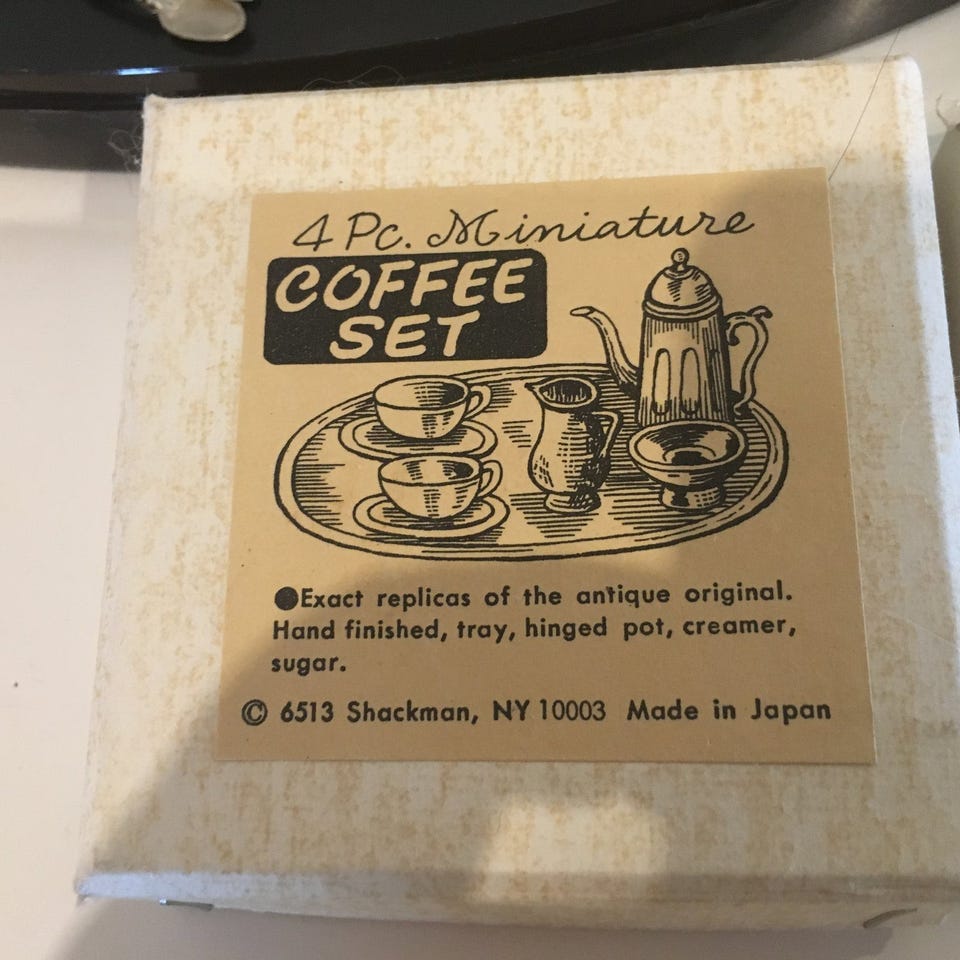 4 Pc. Miniature
COFFEE
SET
●Exact replicas of the antique original.
Hand finished, tray, hinged pot, creamer,
sugar.
© 6513 Shackman, NY 10003 Made in Japan